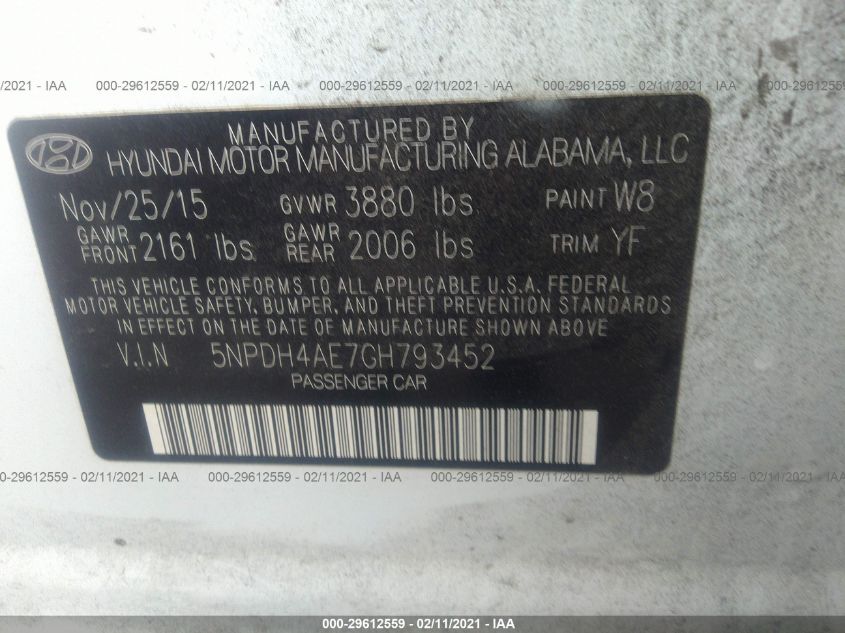 /2021 - IAA 000-29612559 - 02/11/2021 - IAA 000-29612559 - 02/11/2021 - IAA 000-29612559 - 02/11/2021 - IAA
MANUFACTURED BY
HYUNDAI MOTOR MANUFACTURING ALABAMA, LLC
Nov/25/15 GVWR 3880 lbs PAINT W8
GAWR FRONT 2161 lbs GAWR REAR 2006 lbs TRIM YF
THIS VEHICLE CONFORMS TO ALL APPLICABLE U.S.A. FEDERAL
MOTOR VEHICLE SAFETY, BUMPER, AND THEFT PREVENTION STANDARDS
IN EFFECT ON THE DATE OF MANUFACTURE SHOWN ABOVE.
V.I.N 5NPDH4AE7GH793452
PASSENGER CAR
0-29612559 - 02/11/2021 - IAA 000-29612559 - 02/11/2021 - IAA 000-29612559 - 02/11/2021 - IAA 000-29612559 - 02/
000-29612559 - 02/11/2021 - IAA